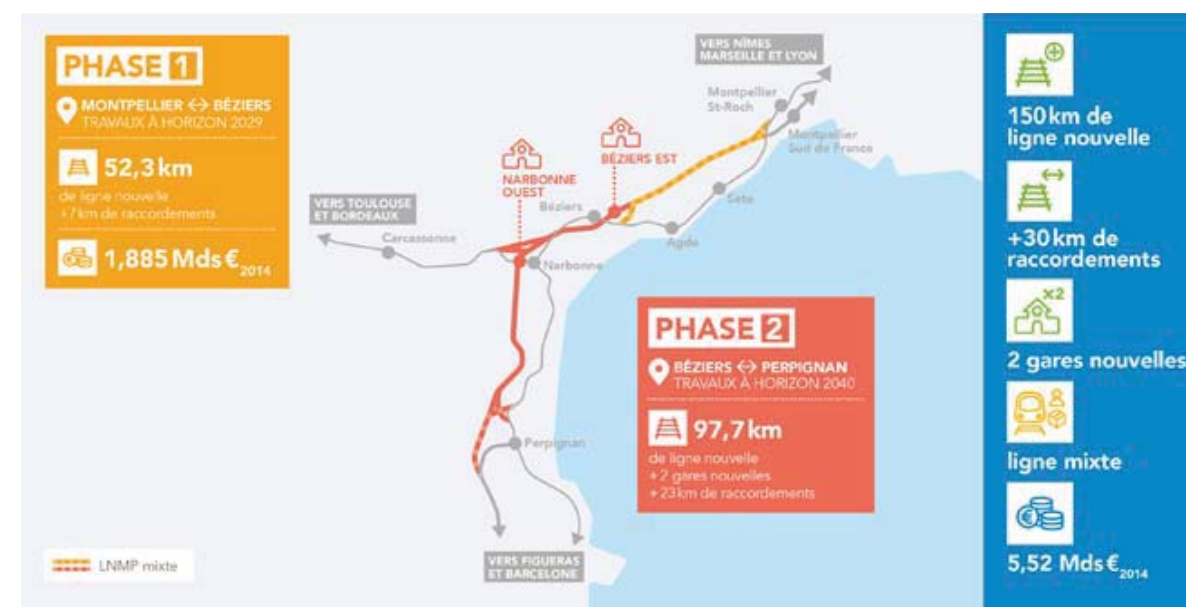 PHASE 1
MONTPELLIER <-> BÉZIERS
TRAVAUX À HORIZON 2029
52,3 km
de ligne nouvelle
+7 km de raccordements
1,885 Mds €2014
VERS NÎMES
MARSEILLE ET LYON
Montpellier
St-Roch
Montpellier
Sud de France
BÉZIERS EST
NARBONNE
OUEST
Sète
Béziers
Agde
VERS TOULOUSE
ET BORDEAUX
Carcassonne
Narbonne
Perpignan
VERS FIGUERAS
ET BARCELONE
PHASE 2
BÉZIERS <-> PERPIGNAN
TRAVAUX À HORIZON 2040
97,7 km
de ligne nouvelle
+2 gares nouvelles
+23 km de raccordements
LNMP mixte
150 km de
ligne nouvelle
+30 km de
raccordements
x2
2 gares nouvelles
ligne mixte
5,52 Mds €2014